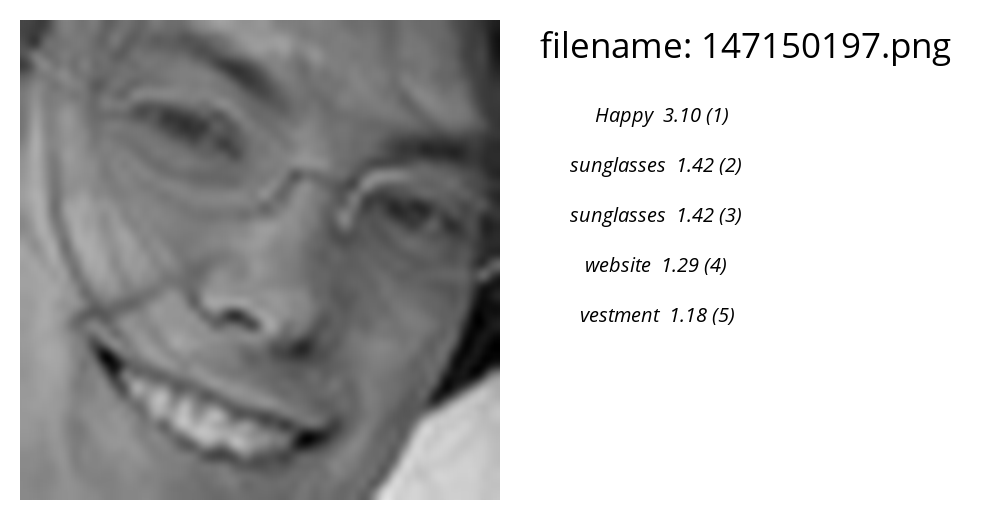 filename: 147150197.png
Happy 3.10 (1)
sunglasses 1.42 (2)
sunglasses 1.42 (3)
website 1.29 (4)
vestment 1.18 (5)